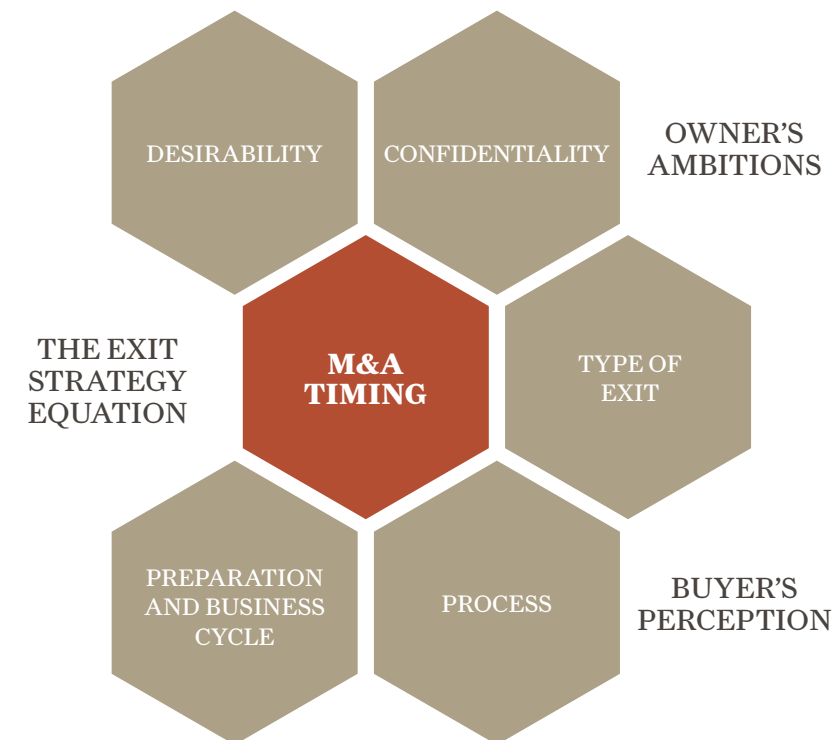 DESIRABILITY
CONFIDENTIALITY
OWNER’S
AMBITIONS
THE EXIT
STRATEGY
EQUATION
M&A
TIMING
TYPE OF
EXIT
PREPARATION
AND BUSINESS
CYCLE
PROCESS
BUYER’S
PERCEPTION